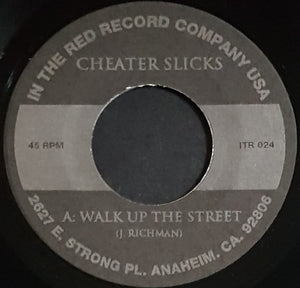 IN THE RED RECORD COMPANY USA
CHEATER SLICKS
45 RPM
ITR 024
A: WALK UP THE STREET
(J. RICHMAN)
2627 E. STRONG PL. ANAHEIM. CA. 92806